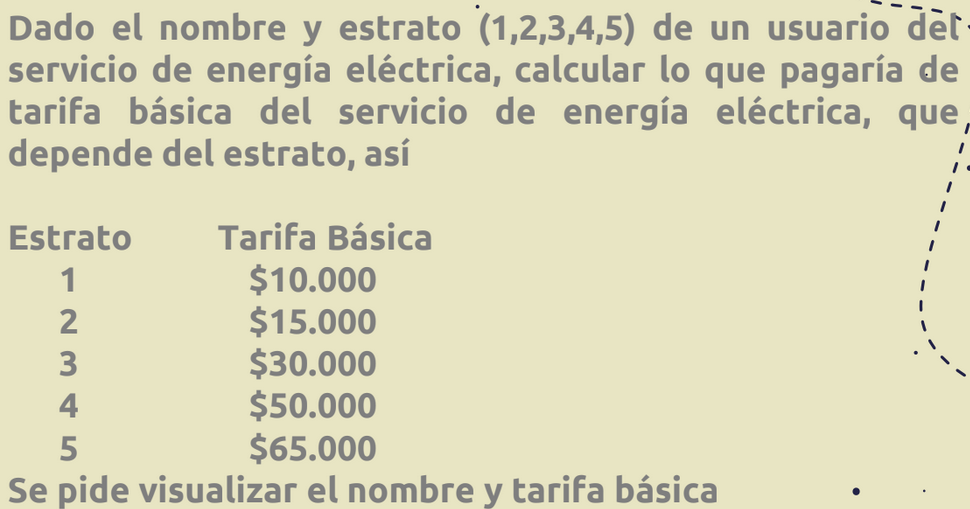 Dado el nombre y estrato (1,2,3,4,5) de un usuario del
servicio de energía eléctrica, calcular lo que pagaría de
tarifa básica del servicio de energía eléctrica, que
depende del estrato, así
Estrato Tarifa Básica
1 $10.000
2 $15.000
3 $30.000
4 $50.000
5 $65.000
Se pide visualizar el nombre y tarifa básica